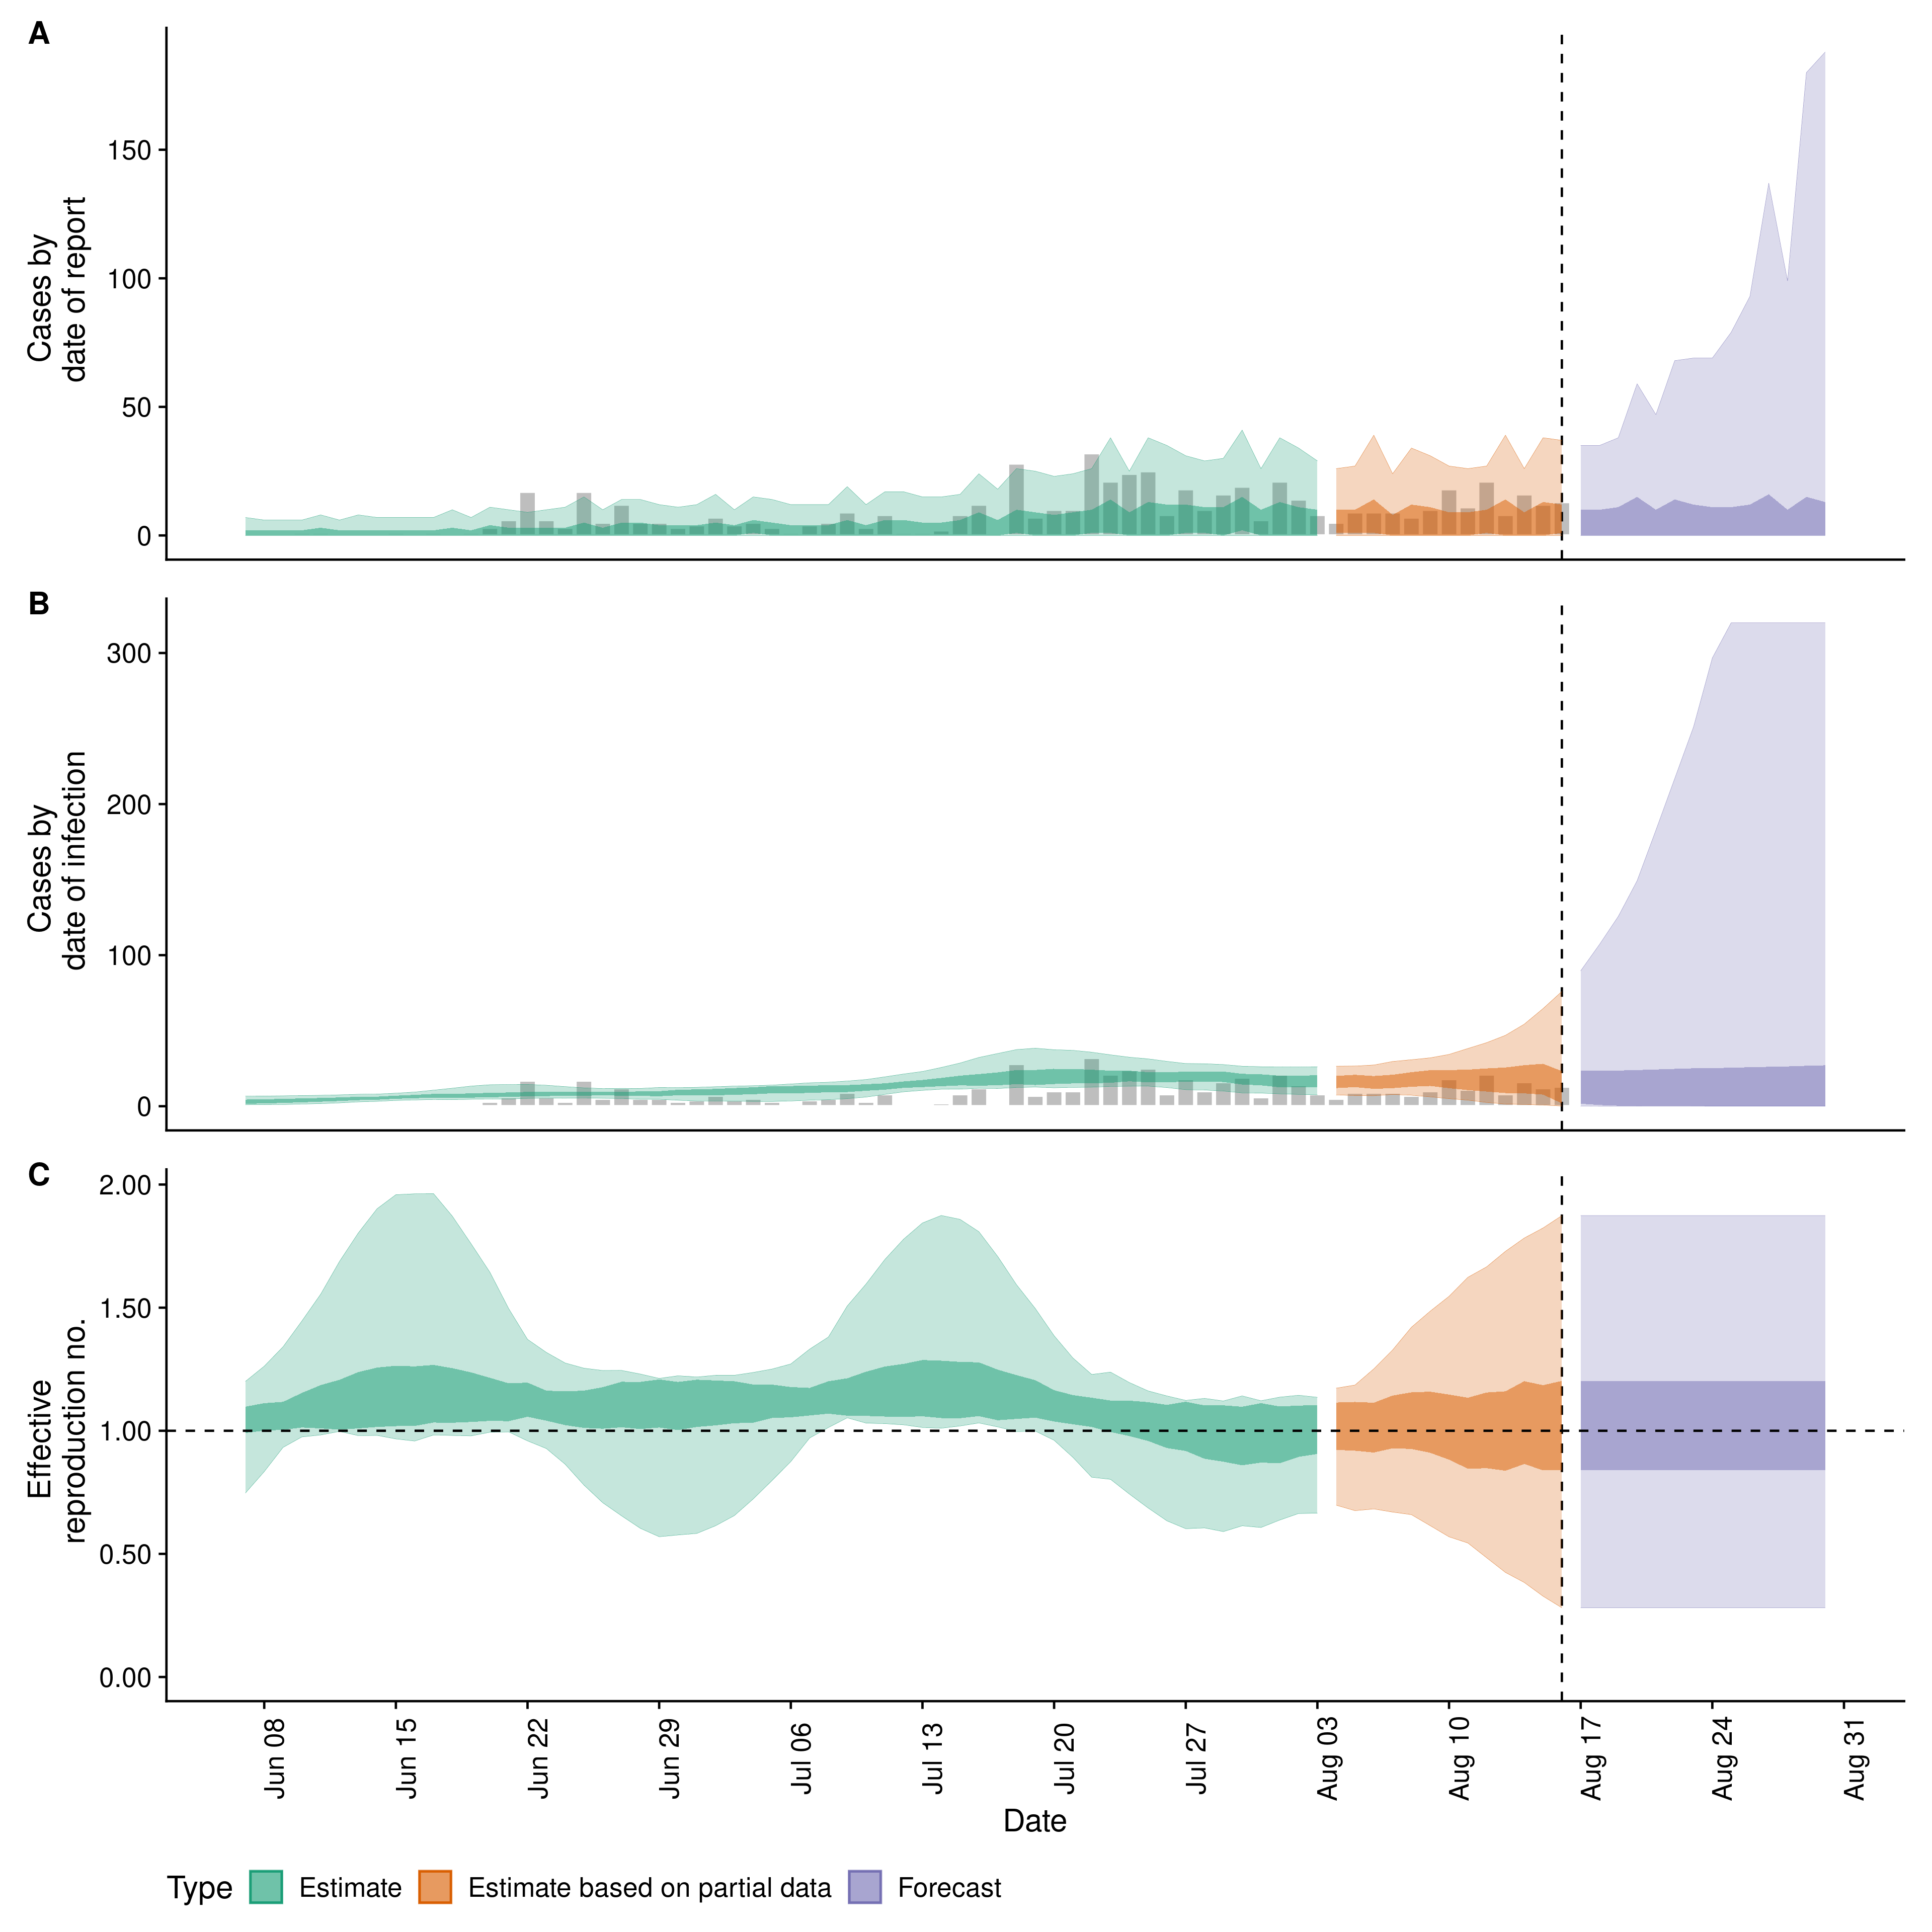 A
Cases by
date of report
150
100
50
0
B
Cases by
date of infection
300
200
100
0
C
Effective
reproduction no.
2.00
1.50
1.00
0.50
0.00
Jun 08
Jun 15
Jun 22
Jun 29
Jul 06
Jul 13
Jul 20
Jul 27
Aug 03
Aug 10
Aug 17
Aug 24
Aug 31
Date
Type Estimate Estimate based on partial data Forecast